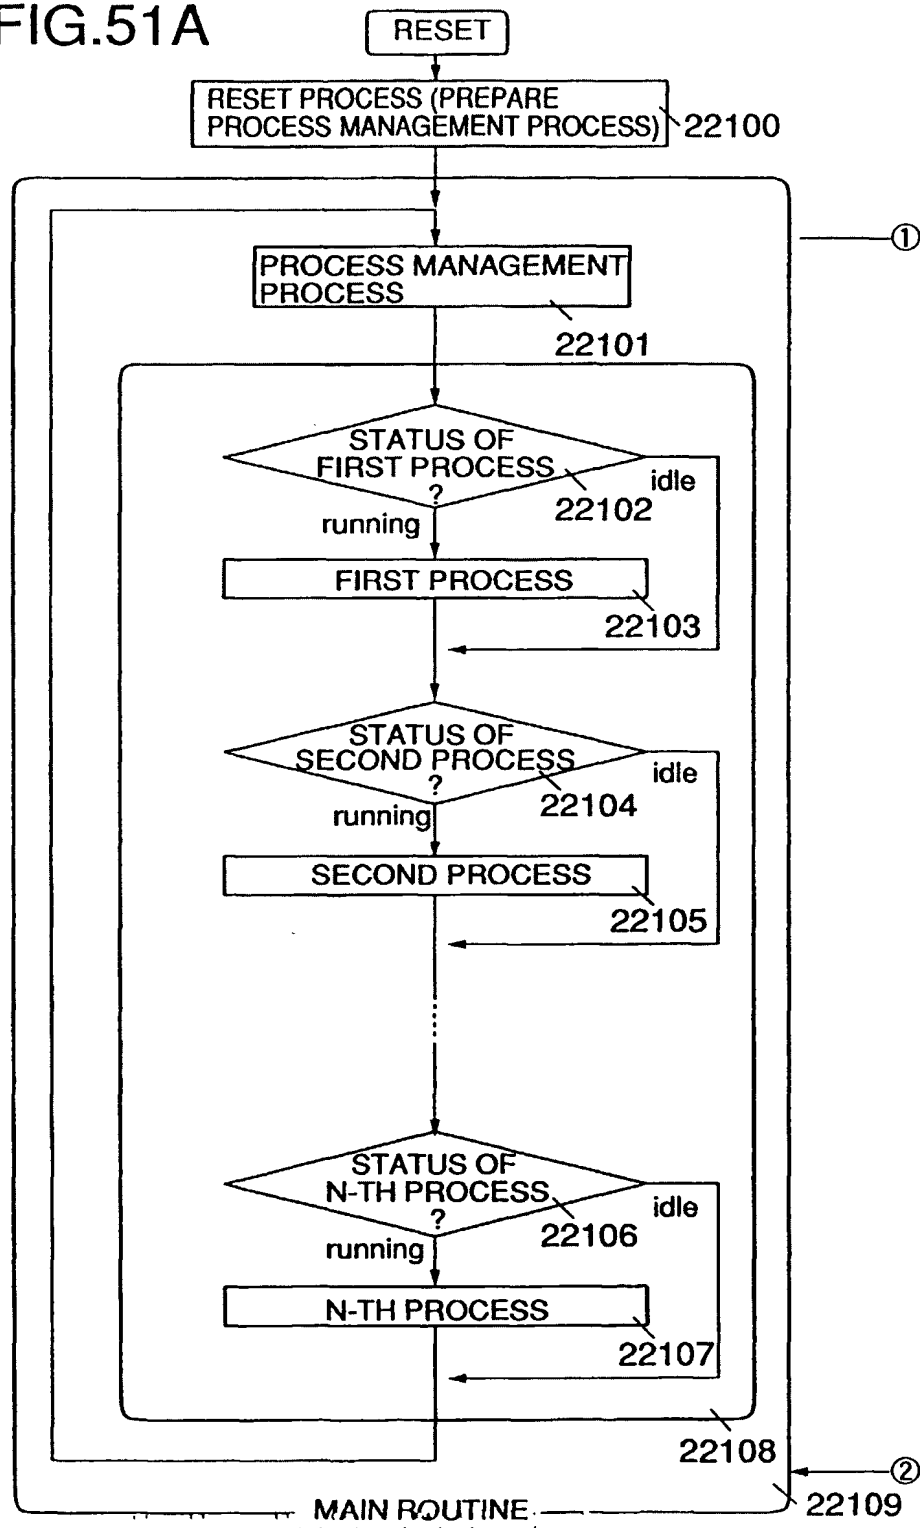 FIG.51A
RESET
RESET PROCESS (PREPARE
PROCESS MANAGEMENT PROCESS)
22100
①
PROCESS MANAGEMENT
PROCESS
22101
STATUS OF
FIRST PROCESS
?
22102
idle
running
FIRST PROCESS
22103
STATUS OF
SECOND PROCESS
?
22104
idle
running
SECOND PROCESS
22105
STATUS OF
N-TH PROCESS
?
22106
idle
running
N-TH PROCESS
22107
22108
②
22109
MAIN ROUTINE